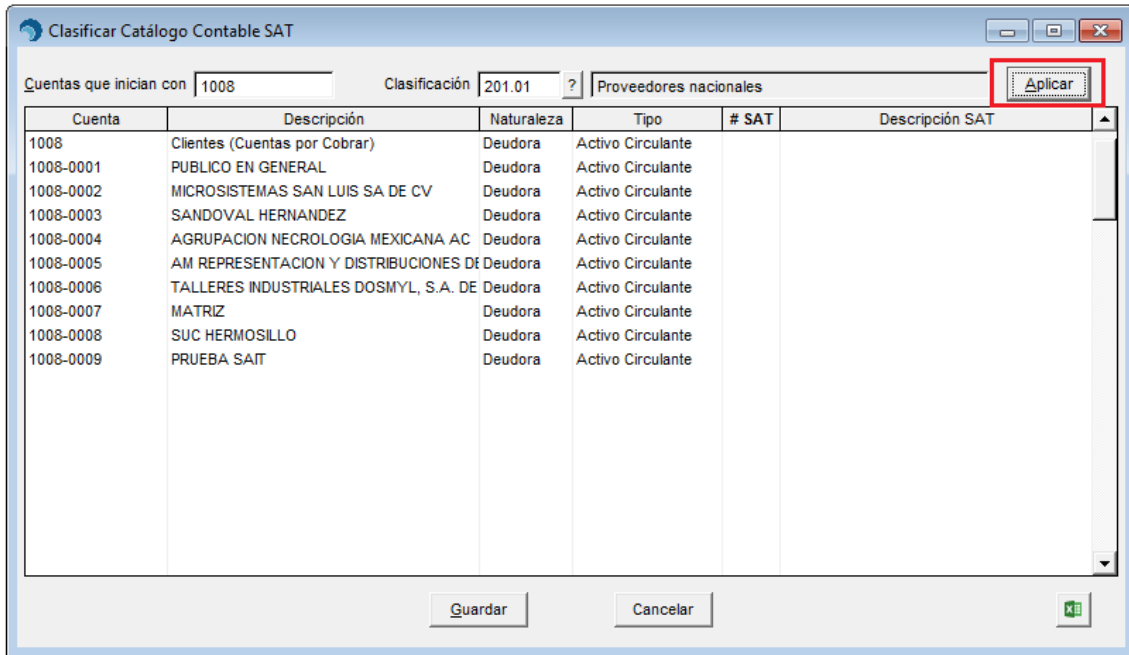 Clasificar Catálogo Contable SAT
Cuentas que inician con 1008 Clasificación 201.01 ? Proveedores nacionales Aplicar
Cuenta Descripción Naturaleza Tipo # SAT Descripción SAT
1008 Clientes (Cuentas por Cobrar) Deudora Activo Circulante
1008-0001 PUBLICO EN GENERAL Deudora Activo Circulante
1008-0002 MICROSISTEMAS SAN LUIS SA DE CV Deudora Activo Circulante
1008-0003 SANDOVAL HERNANDEZ Deudora Activo Circulante
1008-0004 AGRUPACION NECROLOGIA MEXICANA AC Deudora Activo Circulante
1008-0005 AM REPRESENTACION Y DISTRIBUCIONES DE Deudora Activo Circulante
1008-0006 TALLERES INDUSTRIALES DOSMYL, S.A. DE Deudora Activo Circulante
1008-0007 MATRIZ Deudora Activo Circulante
1008-0008 SUC HERMOSILLO Deudora Activo Circulante
1008-0009 PRUEBA SAIT Deudora Activo Circulante
Guardar Cancelar